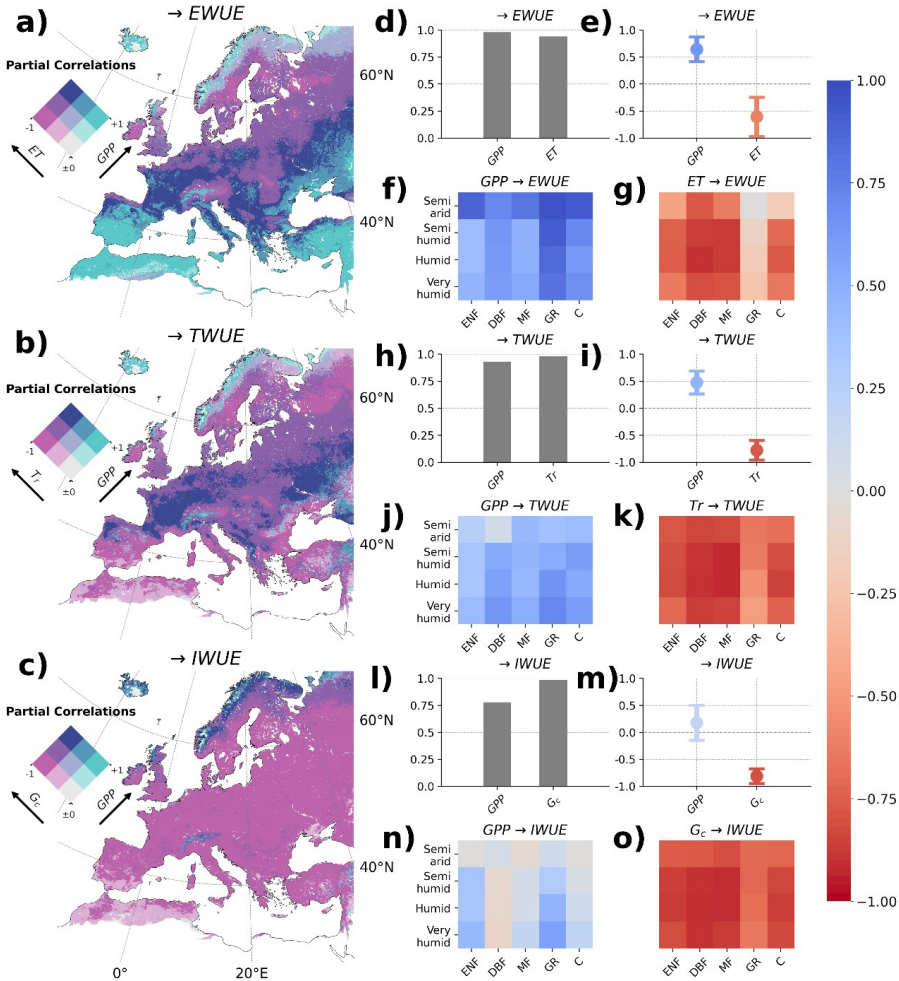 a)
Partial Correlations
-1
+1
±0
ET
GPP
60°N
40°N
b)
Partial Correlations
-1
+1
±0
Tr
GPP
60°N
40°N
c)
Partial Correlations
-1
+1
±0
Gc
GPP
60°N
40°N
0°
20°E
d)
→ EWUE
1.0
0.75
0.5
0.25
0.0
GPP
ET
e)
→ EWUE
1.0
0.5
0.0
-0.5
-1.0
GPP
ET
f)
GPP → EWUE
Semi
arid
Semi
humid
Humid
Very
humid
ENF
DBF
MF
GR
C
g)
ET → EWUE
ENF
DBF
MF
GR
C
h)
→ TWUE
1.0
0.75
0.5
0.25
0.0
GPP
Tr
i)
→ TWUE
1.0
0.5
0.0
-0.5
-1.0
GPP
Tr
j)
GPP → TWUE
Semi
arid
Semi
humid
Humid
Very
humid
ENF
DBF
MF
GR
C
k)
Tr → TWUE
ENF
DBF
MF
GR
C
l)
→ IWUE
1.0
0.75
0.5
0.25
0.0
GPP
Gc
m)
→ IWUE
1.0
0.5
0.0
-0.5
-1.0
GPP
Gc
n)
GPP → IWUE
Semi
arid
Semi
humid
Humid
Very
humid
ENF
DBF
MF
GR
C
o)
Gc → IWUE
ENF
DBF
MF
GR
C
1.00
0.75
0.50
0.25
0.00
−0.25
−0.50
−0.75
−1.00